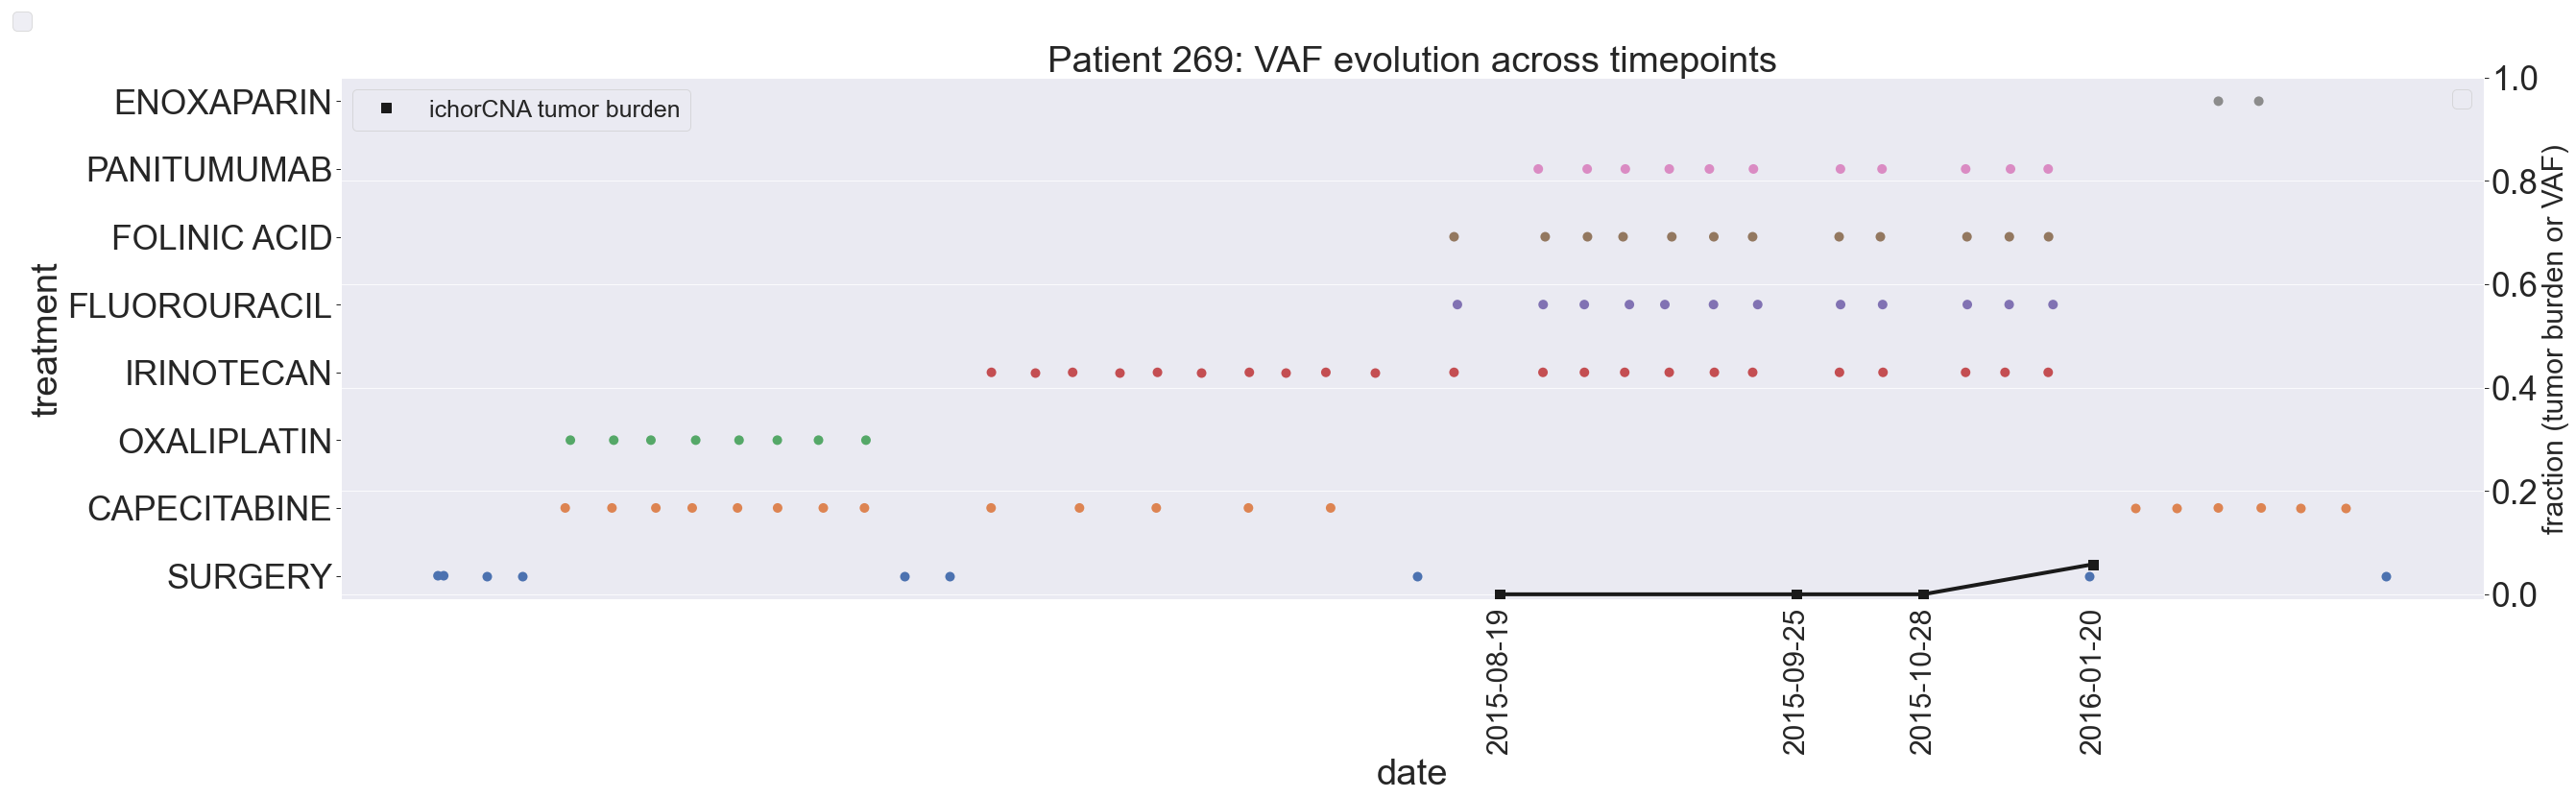 Patient 269: VAF evolution across timepoints
ichorCNA tumor burden
treatment
ENOXAPARIN
PANITUMUMAB
FOLINIC ACID
FLUOROURACIL
IRINOTECAN
OXALIPLATIN
CAPECITABINE
SURGERY
1.0
0.8
0.6
0.4
0.2
0.0
fraction (tumor burden or VAF)
2015-08-19
2015-09-25
2015-10-28
2016-01-20
date